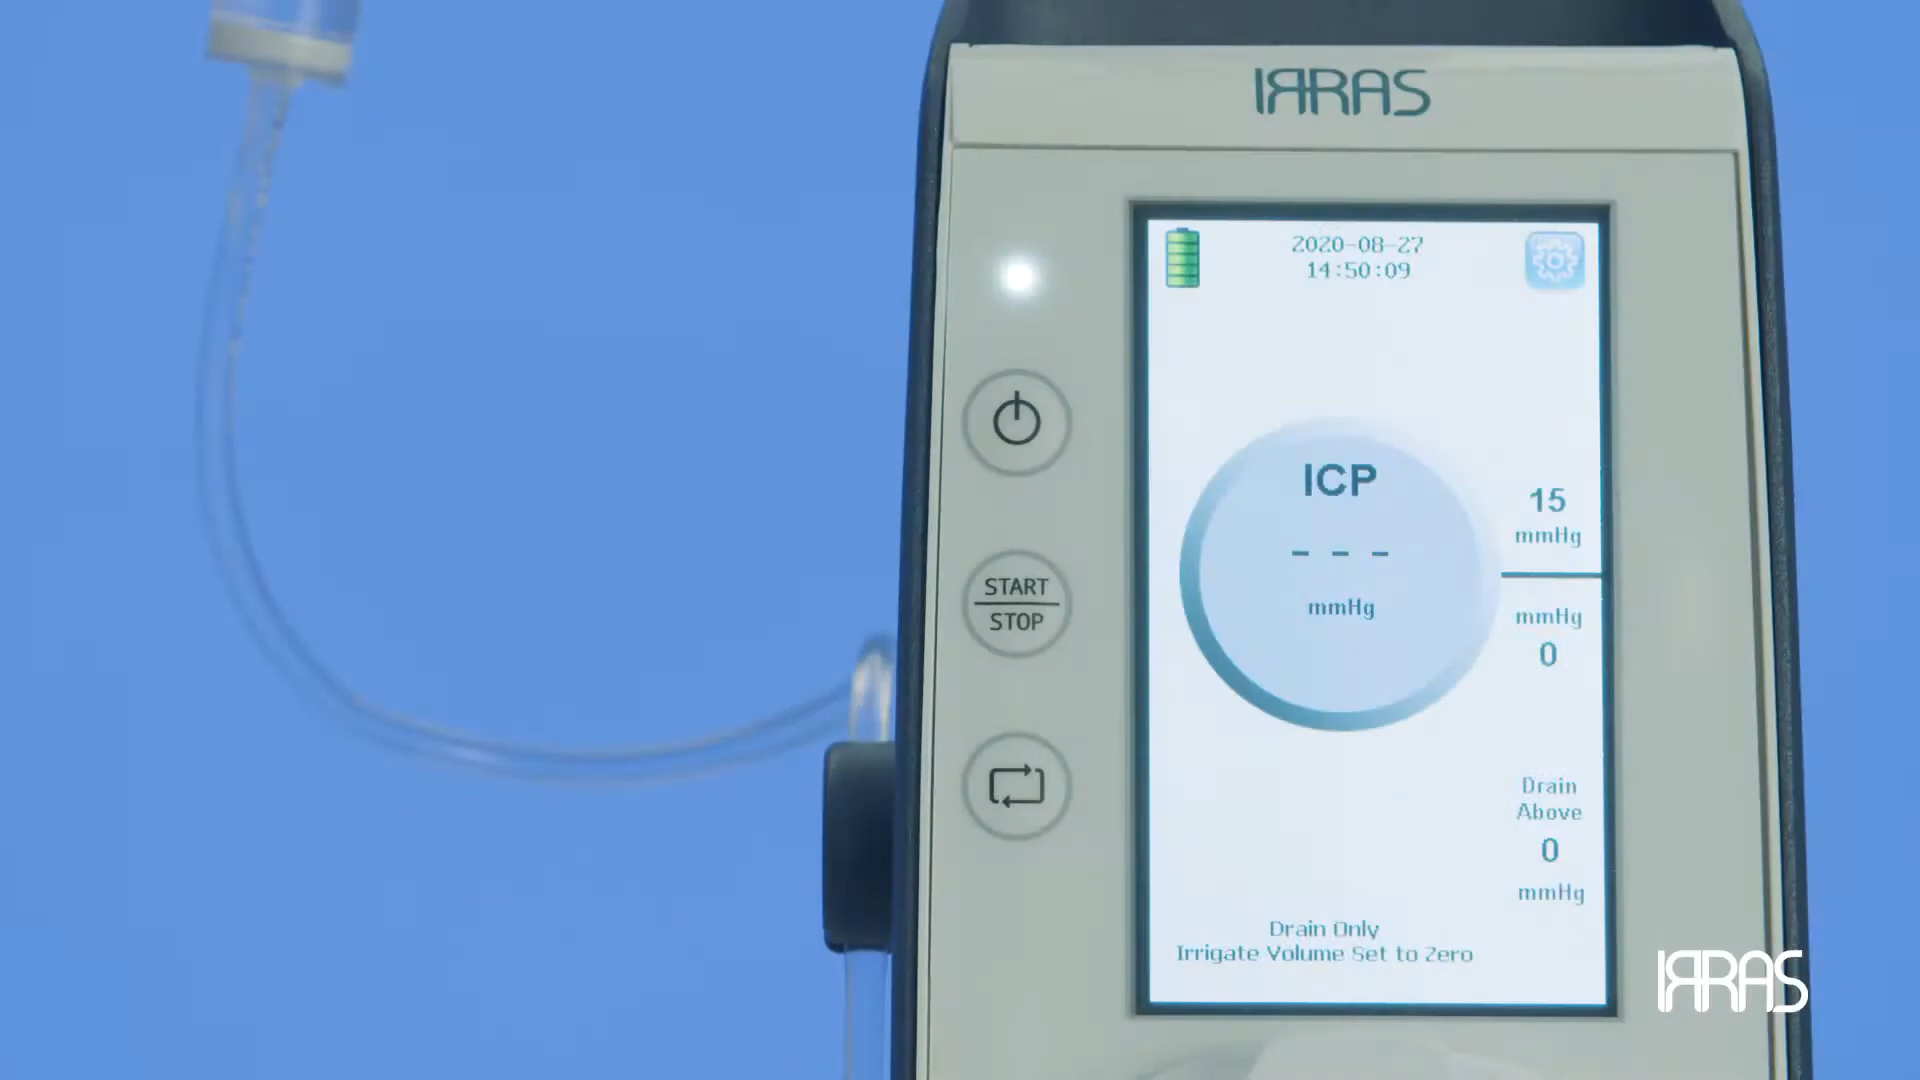 IRRAS
2020-08-27
14:50:09
ICP
- - -
mmHg
15
mmHg
mmHg
0
START
STOP
Drain
Above
0
mmHg
Drain Only
Irrigate Volume Set to Zero
IRRAS